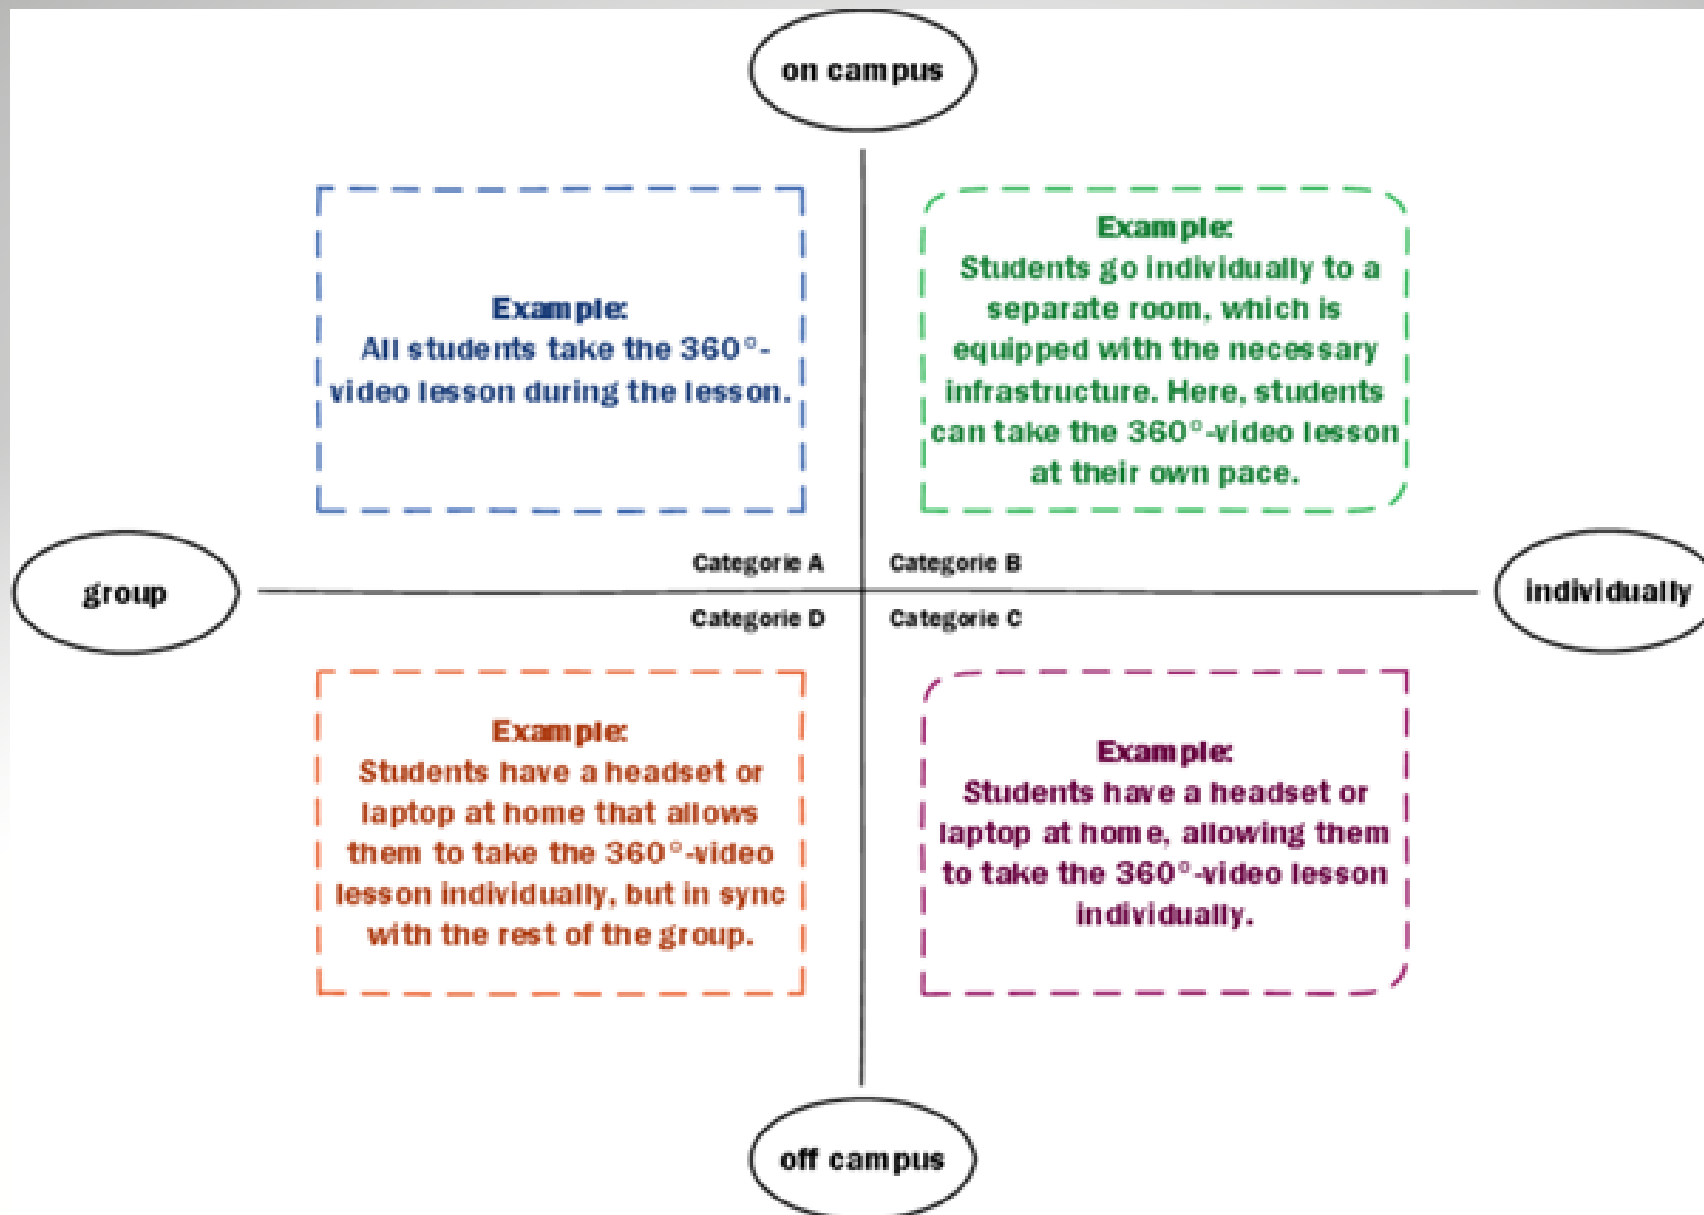 on campus
Example:
All students take the 360°-
video lesson during the lesson.
Example:
Students go individually to a
separate room, which is
equipped with the necessary
infrastructure. Here, students
can take the 360°-video lesson
at their own pace.
Categorie A
Categorie B
group
individually
Categorie D
Categorie C
Example:
Students have a headset or
laptop at home that allows
them to take the 360°-video
lesson individually, but in sync
with the rest of the group.
Example:
Students have a headset or
laptop at home, allowing them
to take the 360°-video lesson
individually.
off campus